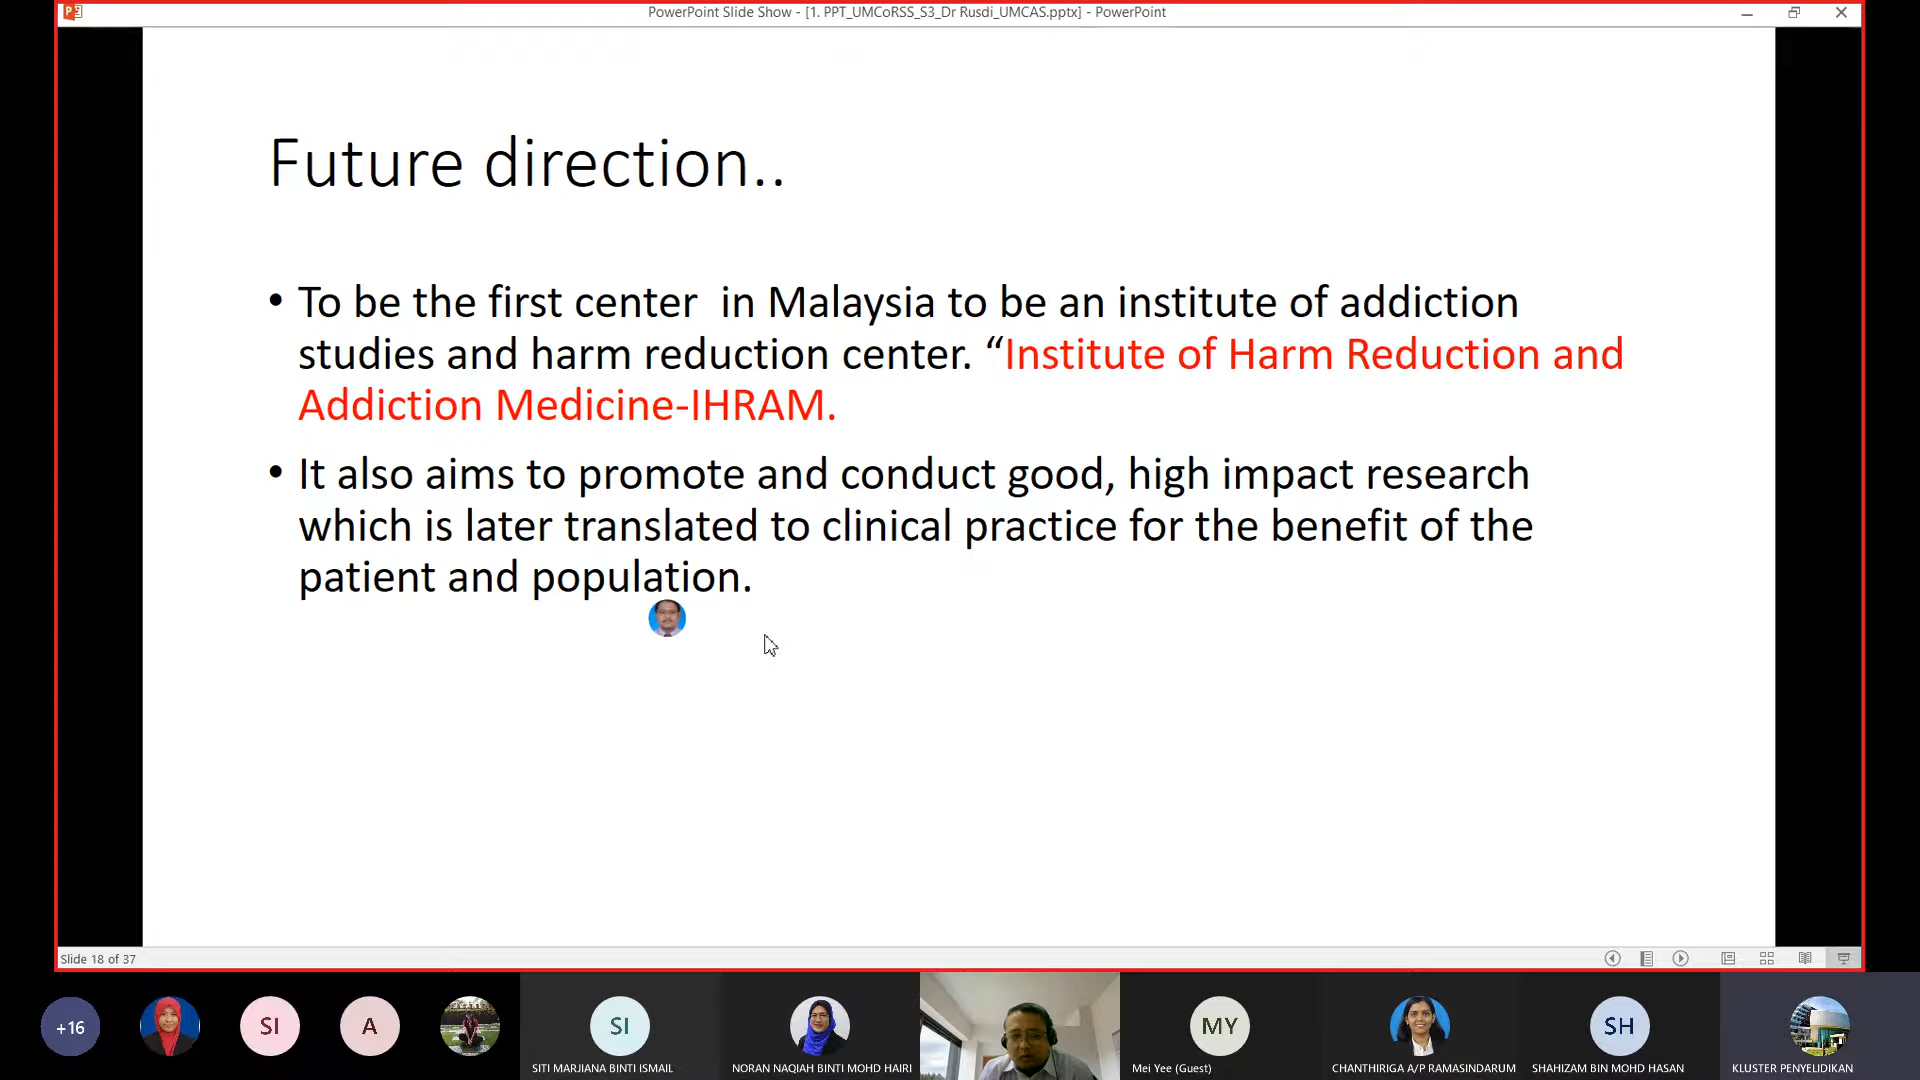 PowerPoint Slide Show - [1. PPT_UMCoRSS_S3_Dr Rusdi_UMCAS.pptx] - PowerPoint
Future direction..
• To be the first center  in Malaysia to be an institute of addiction
studies and harm reduction center. “Institute of Harm Reduction and
Addiction Medicine-IHRAM.
• It also aims to promote and conduct good, high impact research
which is later translated to clinical practice for the benefit of the
patient and population.
Slide 18 of 37
+16
SI
A
SI
MY
SH
SITI MARJIANA BINTI ISMAIL
NORAN NAQIAH BINTI MOHD HAIRI
Mei Yee (Guest)
CHANTHIRIGA A/P RAMASINDARUM
SHAHIZAM BIN MOHD HASAN
KLUSTER PENYELIDIKAN